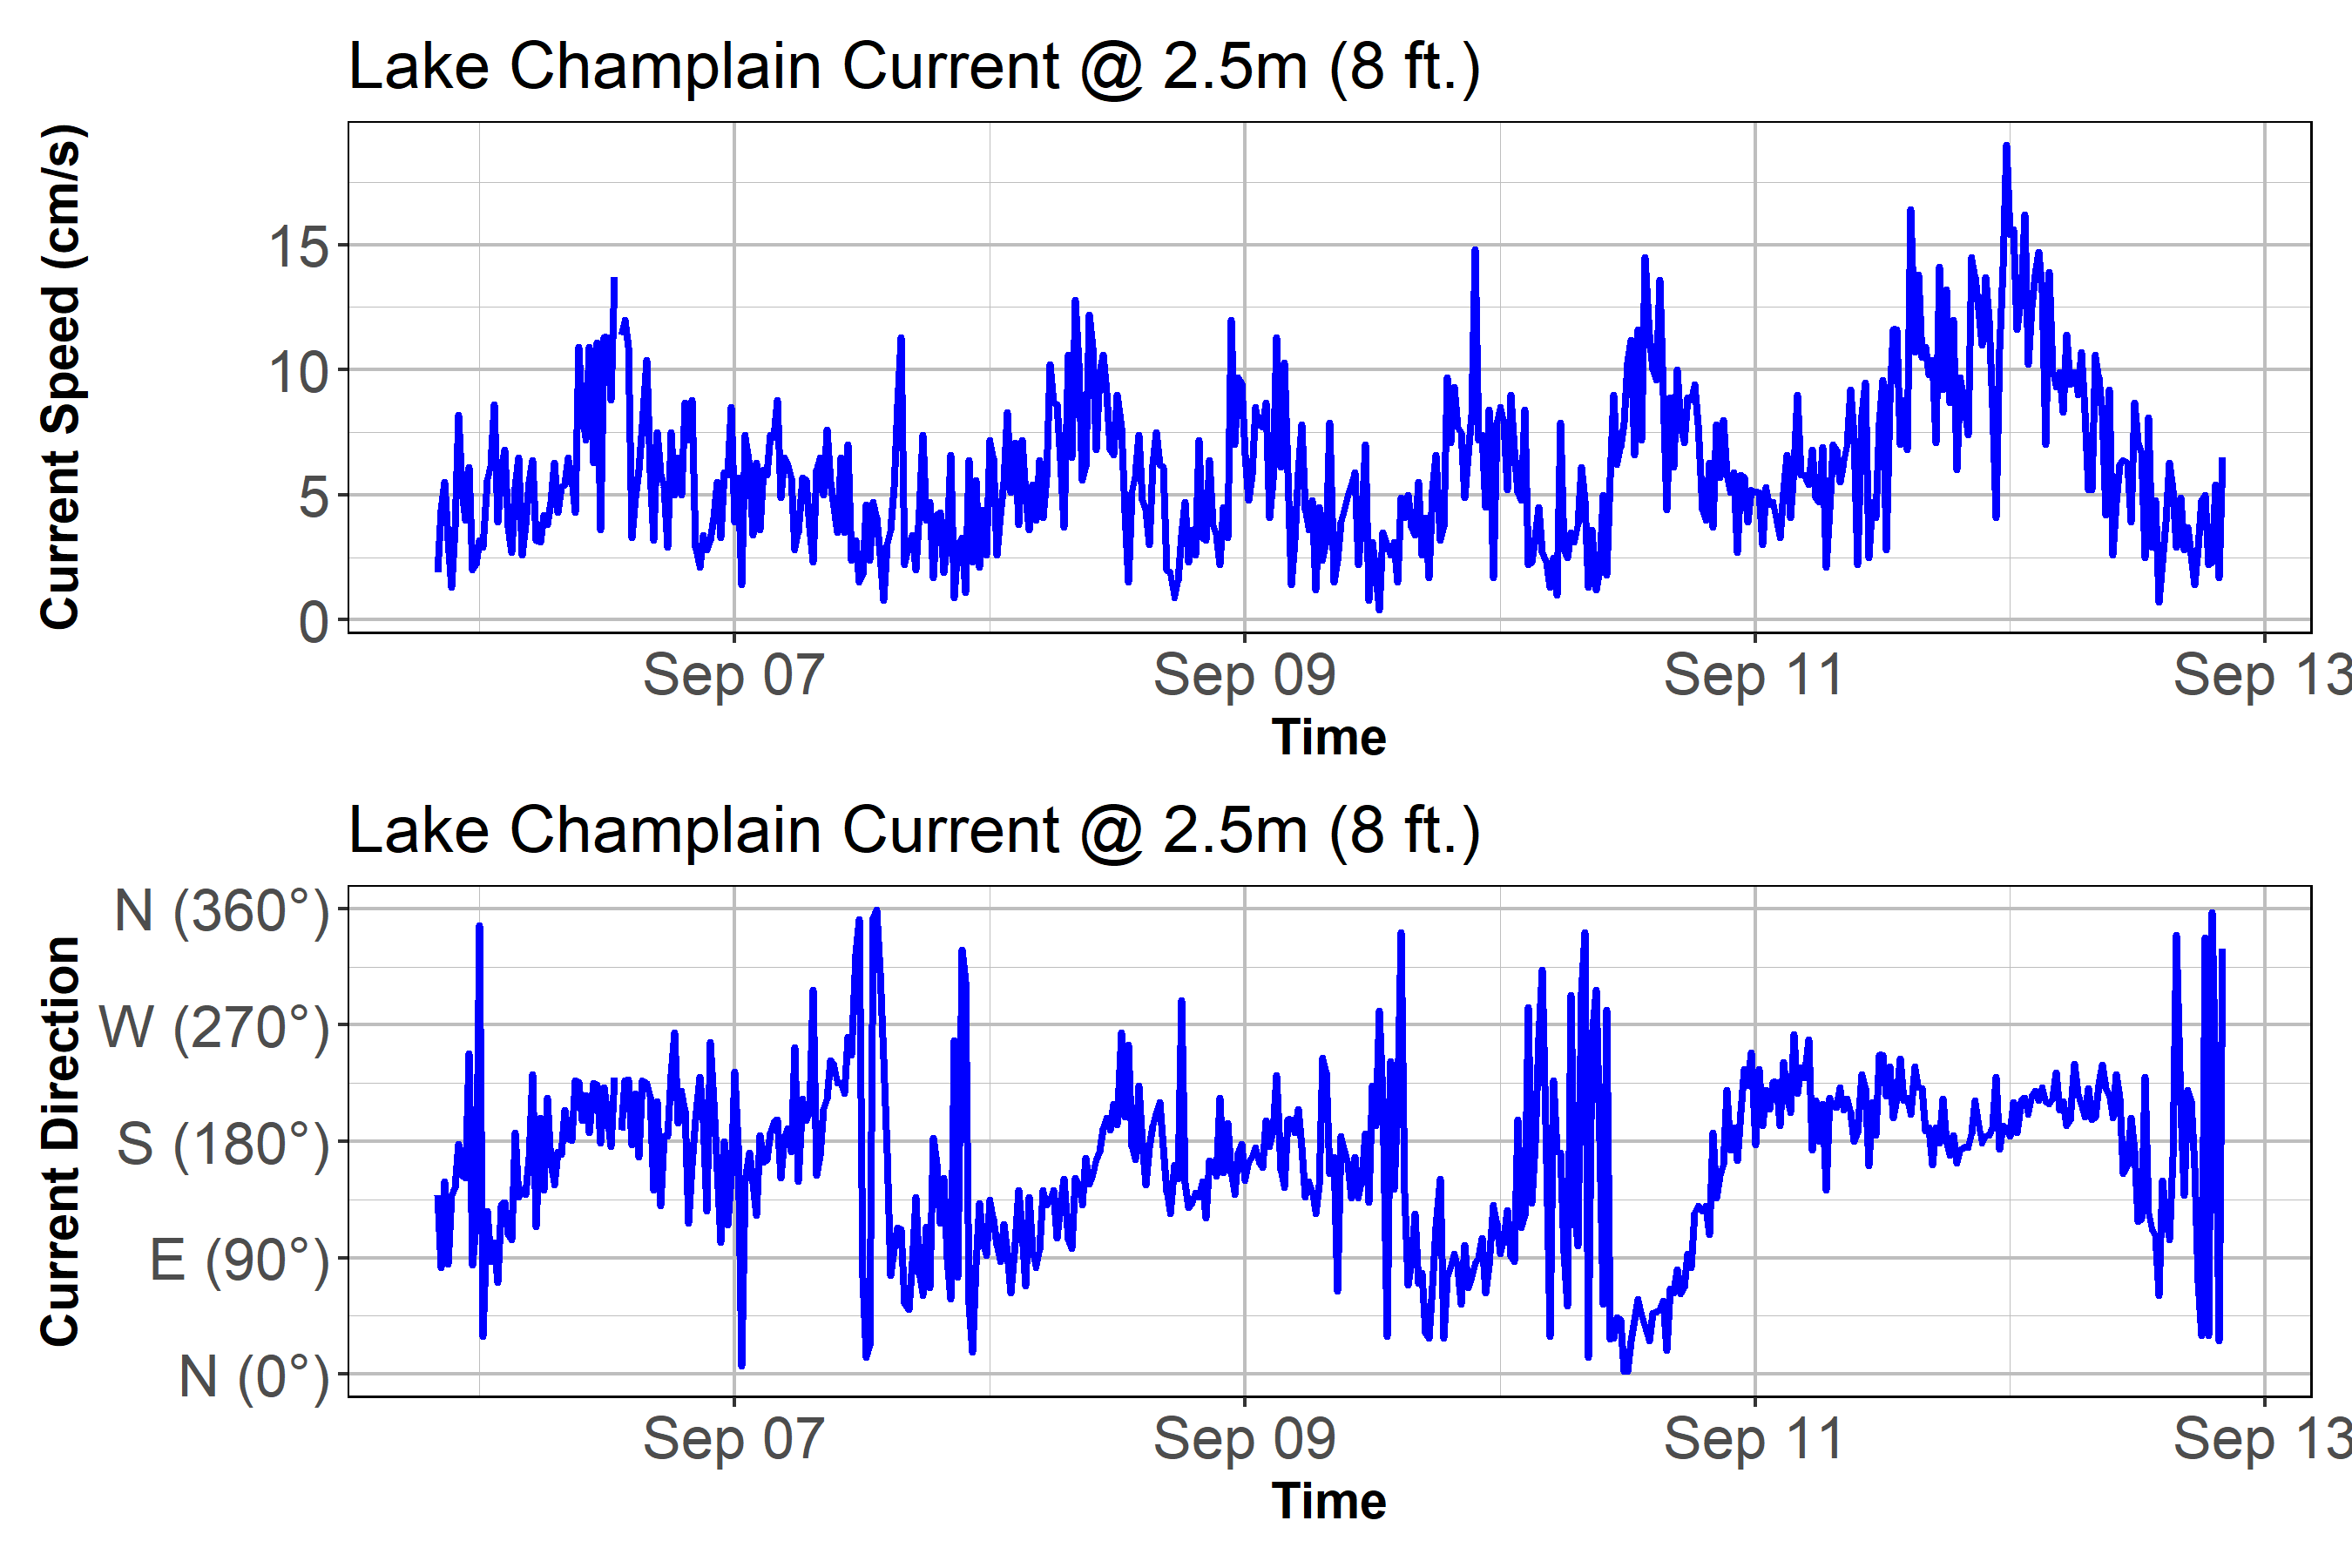 Lake Champlain Current @ 2.5m (8 ft.)
Current Speed (cm/s)
15
10
5
0
Sep 07 Sep 09 Sep 11 Sep 13
Time
Lake Champlain Current @ 2.5m (8 ft.)
Current Direction
N (360°)
W (270°)
S (180°)
E (90°)
N (0°)
Sep 07 Sep 09 Sep 11 Sep 13
Time